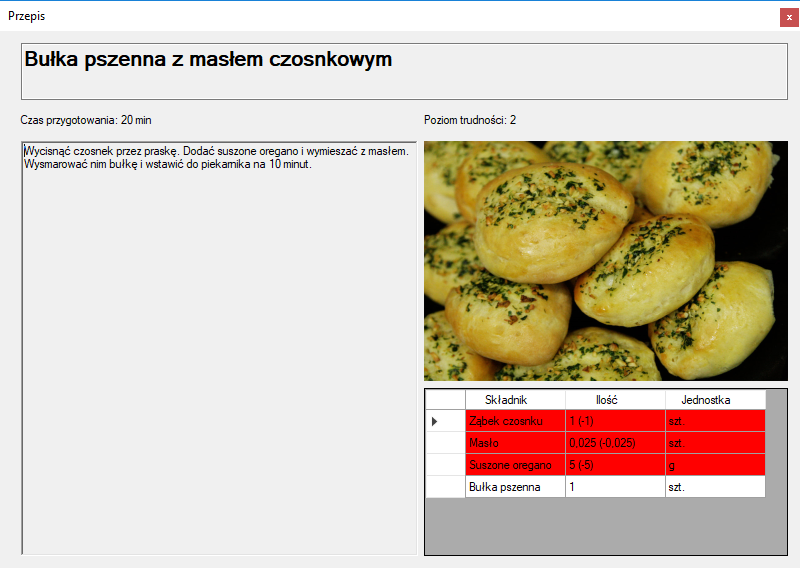 Przepis
x
Bułka pszenna z masłem czosnkowym
Czas przygotowania: 20 min
Poziom trudności: 2
Wycisnąć czosnek przez praskę. Dodać suszone oregano i wymieszać z masłem.
Wysmarować nim bułkę i wstawić do piekarnika na 10 minut.
Składnik Ilość Jednostka
Ząbek czosnku 1 (-1) szt.
Masło 0,025 (-0,025) szt.
Suszone oregano 5 (-5) g
Bułka pszenna 1 szt.